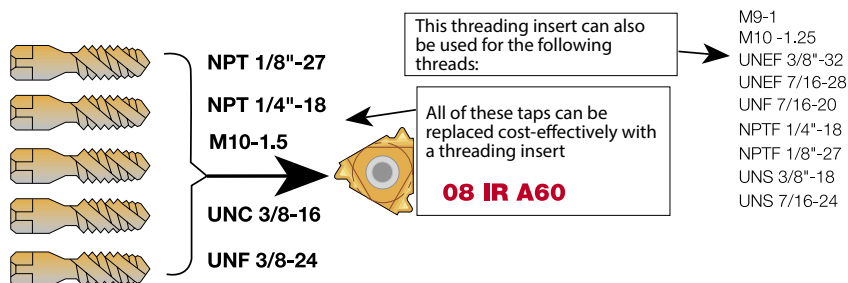 NPT 1/8"-27
NPT 1/4"-18
M10-1.5
UNC 3/8-16
UNF 3/8-24
This threading insert can also
be used for the following
threads:
All of these taps can be
replaced cost-effectively with
a threading insert
08 IR A60
M9-1
M10 -1.25
UNEF 3/8"-32
UNEF 7/16-28
UNF 7/16-20
NPTF 1/4"-18
NPTF 1/8"-27
UNS 3/8"-18
UNS 7/16-24